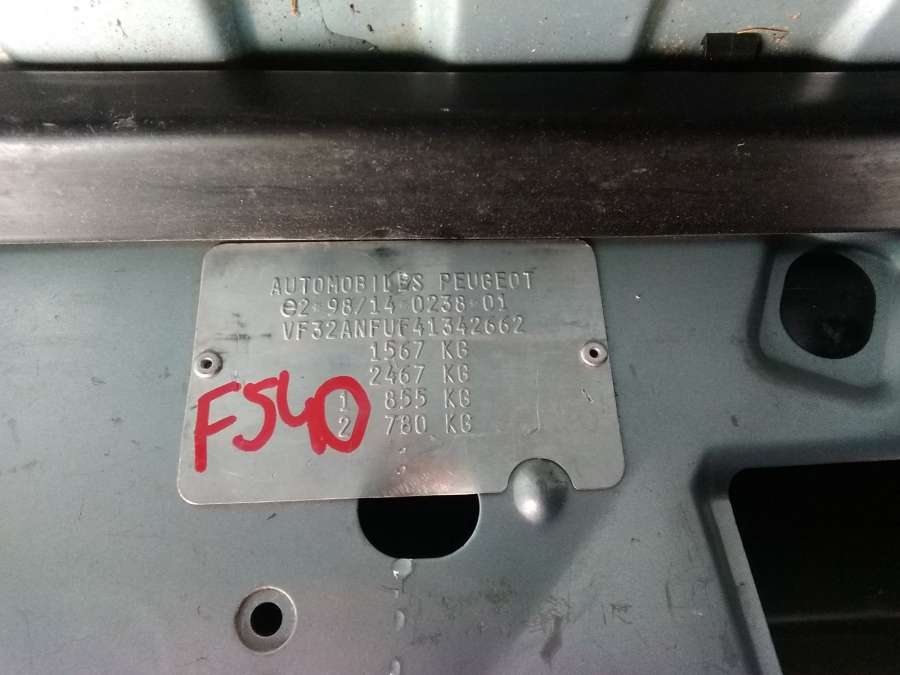 AUTOMOBILES PEUGEOT
e2*98/14*0238*01
VF32ANFUF41342662
1567 KG
2467 KG
1 855 KG
2 780 KG
F540